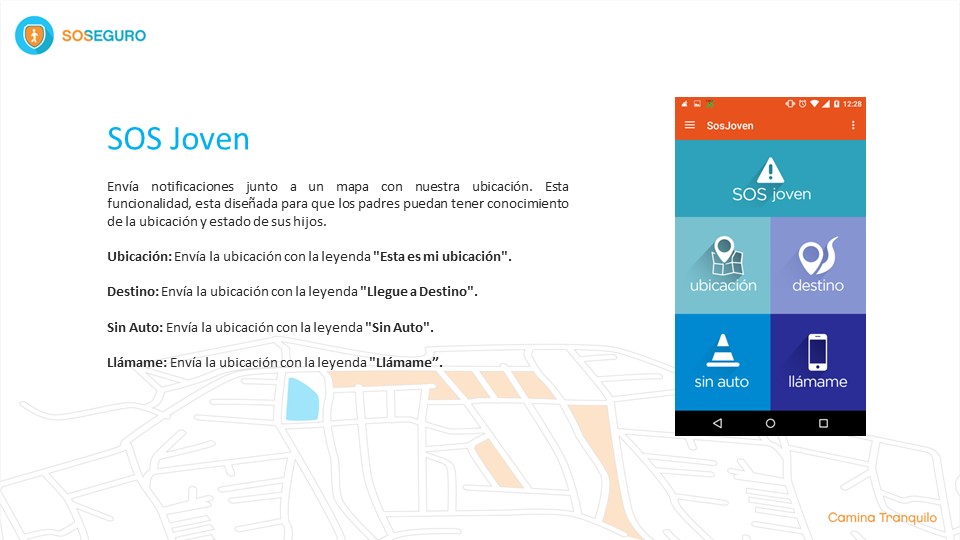 SOSEGURO
SOS Joven
Envía notificaciones junto a un mapa con nuestra ubicación. Esta
funcionalidad, esta diseñada para que los padres puedan tener conocimiento
de la ubicación y estado de sus hijos.
Ubicación: Envía la ubicación con la leyenda "Esta es mi ubicación".
Destino: Envía la ubicación con la leyenda "Llegue a Destino".
Sin Auto: Envía la ubicación con la leyenda "Sin Auto".
Llámame: Envía la ubicación con la leyenda "Llámame”.
12:28
SosJoven
SOS joven
ubicación
destino
sin auto
llámame
Camina Tranquilo